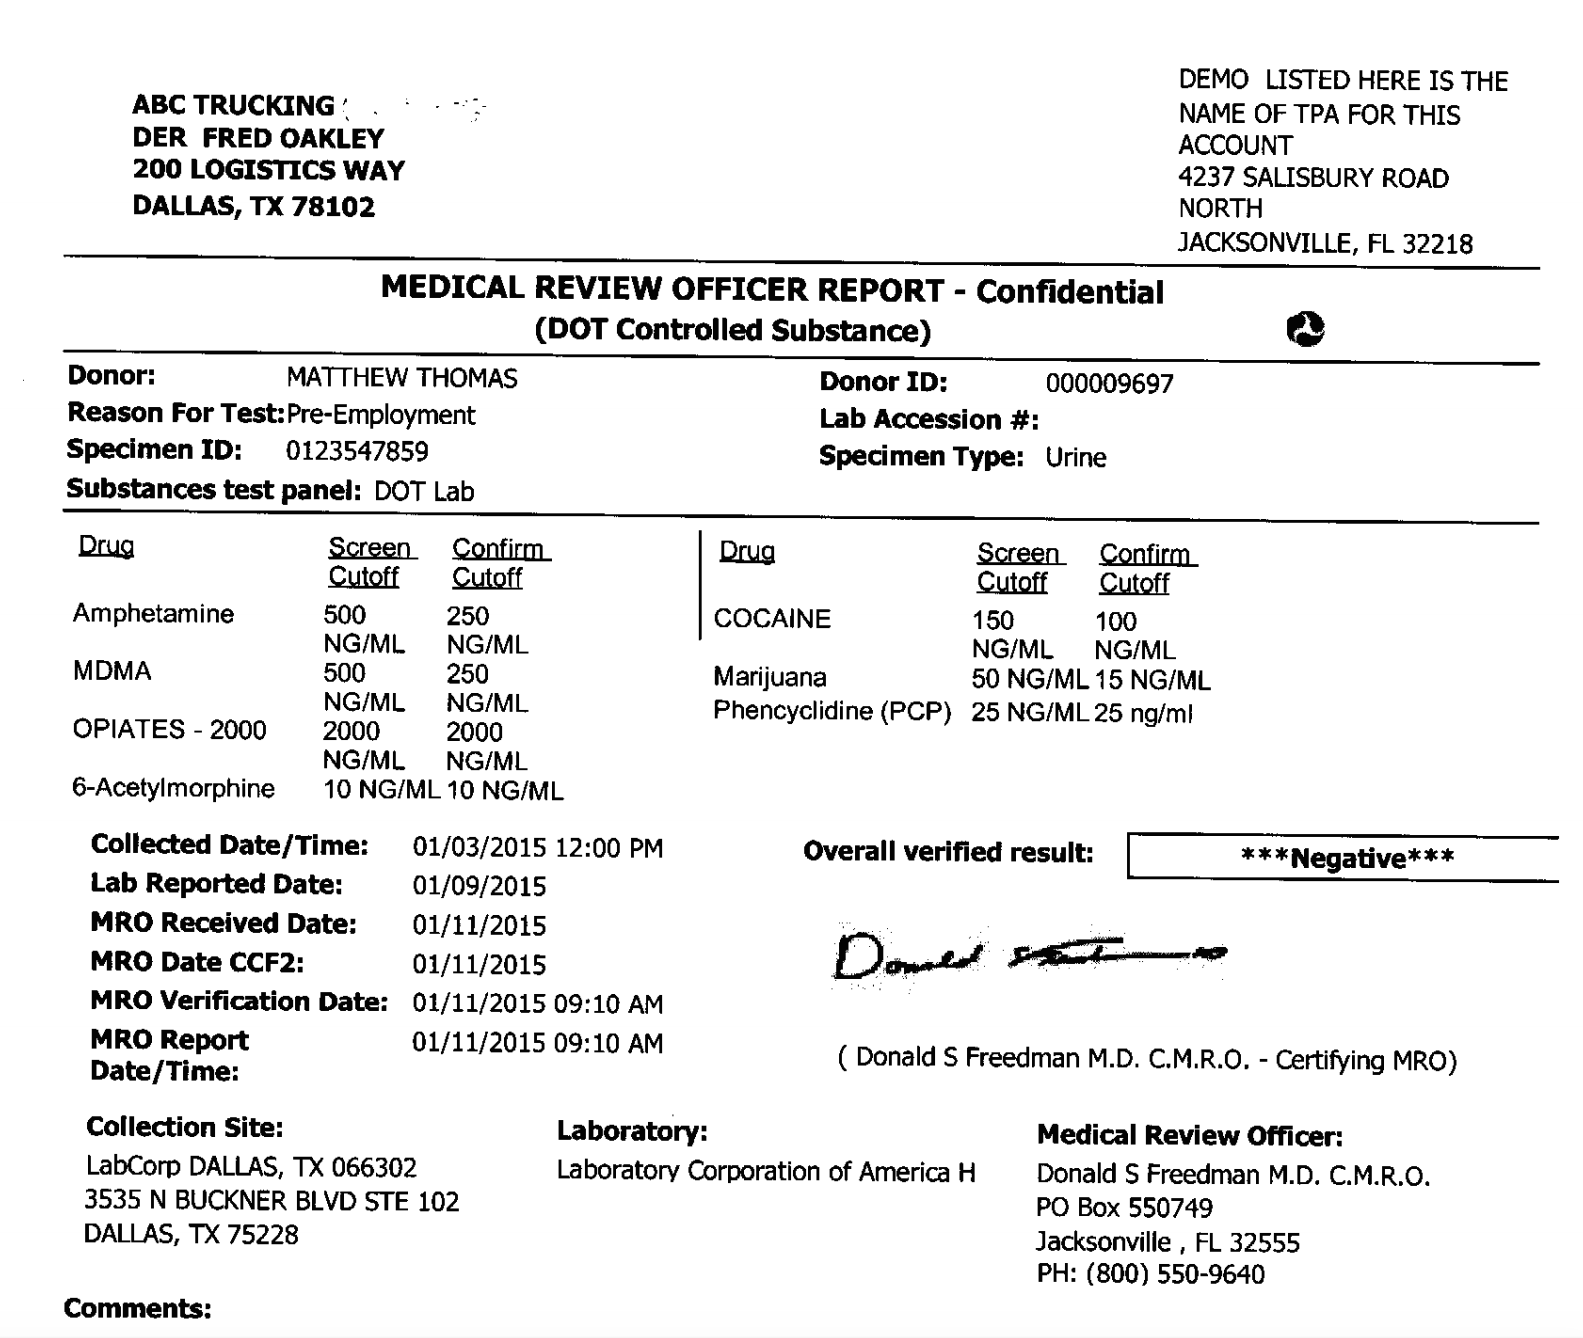 ABC TRUCKING
DER FRED OAKLEY
200 LOGISTICS WAY
DALLAS, TX 78102
DEMO LISTED HERE IS THE
NAME OF TPA FOR THIS
ACCOUNT
4237 SALISBURY ROAD
NORTH
JACKSONVILLE, FL 32218
MEDICAL REVIEW OFFICER REPORT - Confidential
(DOT Controlled Substance)
Donor: MATTHEW THOMAS
Reason For Test: Pre-Employment
Specimen ID: 0123547859
Substances test panel: DOT Lab
Donor ID: 000009697
Lab Accession #:
Specimen Type: Urine
Drug Screen Confirm
Cutoff Cutoff
Amphetamine 500 250
NG/ML NG/ML
MDMA 500 250
NG/ML NG/ML
OPIATES - 2000 2000 2000
NG/ML NG/ML
6-Acetylmorphine 10 NG/ML 10 NG/ML
Drug Screen Confirm
Cutoff Cutoff
COCAINE 150 100
NG/ML NG/ML
Marijuana 50 NG/ML 15 NG/ML
Phencyclidine (PCP) 25 NG/ML 25 ng/ml
Collected Date/Time: 01/03/2015 12:00 PM
Lab Reported Date: 01/09/2015
MRO Received Date: 01/11/2015
MRO Date CCF2: 01/11/2015
MRO Verification Date: 01/11/2015 09:10 AM
MRO Report 01/11/2015 09:10 AM
Date/Time:
Overall verified result: ***Negative***
Donald
( Donald S Freedman M.D. C.M.R.O. - Certifying MRO)
Collection Site:
LabCorp DALLAS, TX 066302
3535 N BUCKNER BLVD STE 102
DALLAS, TX 75228
Laboratory:
Laboratory Corporation of America H
Medical Review Officer:
Donald S Freedman M.D. C.M.R.O.
PO Box 550749
Jacksonville , FL 32555
PH: (800) 550-9640
Comments: